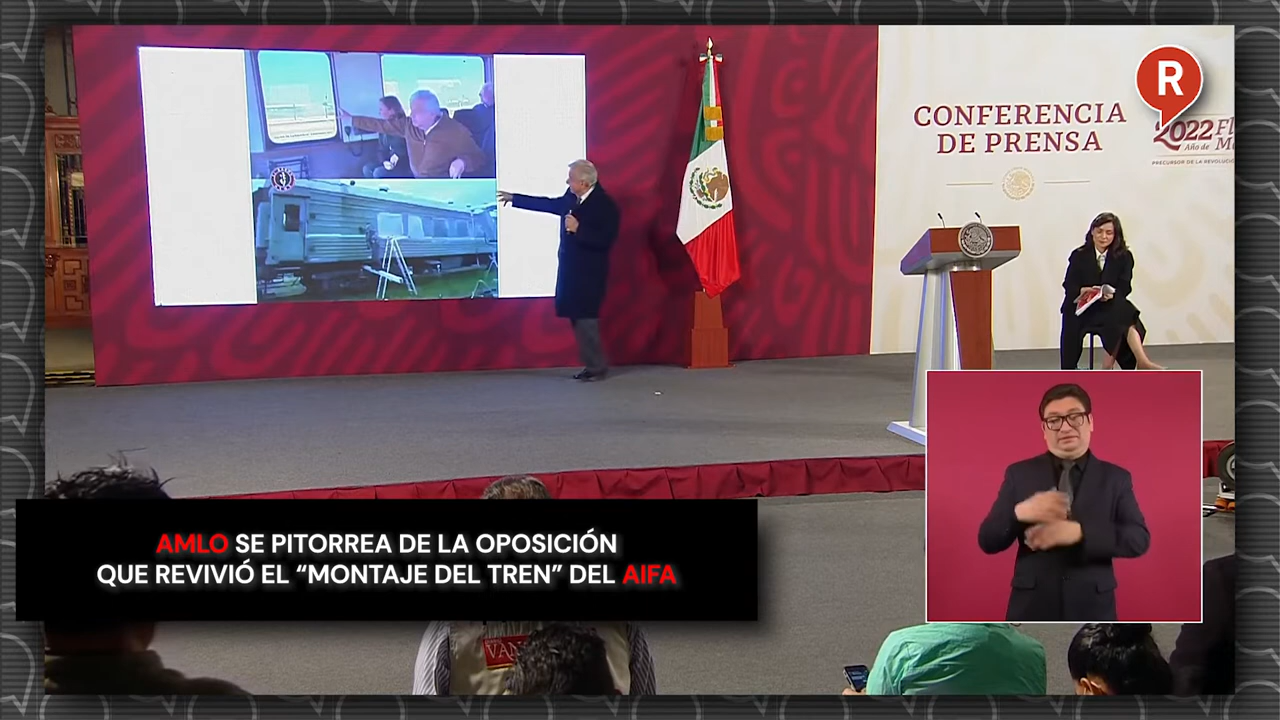 R
CONFERENCIA
DE PRENSA
2022
Año de
PRECURSOR DE LA REVOLUCIÓN
AMLO SE PITORREA DE LA OPOSICIÓN
QUE REVIVIÓ EL “MONTAJE DEL TREN” DEL AIFA